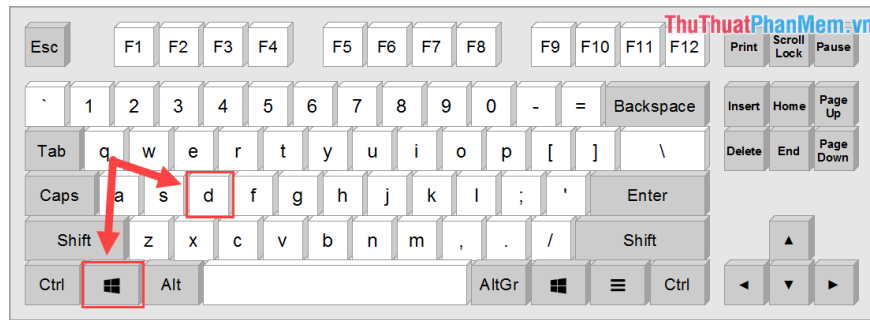 ThuThuatPhanMem.vn
Esc F1 F2 F3 F4 F5 F6 F7 F8 F9 F10 F11 F12 Print Scroll Lock Pause
` 1 2 3 4 5 6 7 8 9 0 - = Backspace Insert Home Page Up
Tab q w e r t y u i o p [ ] \ Delete End Page Down
Caps a s d f g h j k l ; ' Enter
Shift z x c v b n m , . / Shift ▲
Ctrl Alt AltGr ☰ Ctrl ◄ ▼ ►